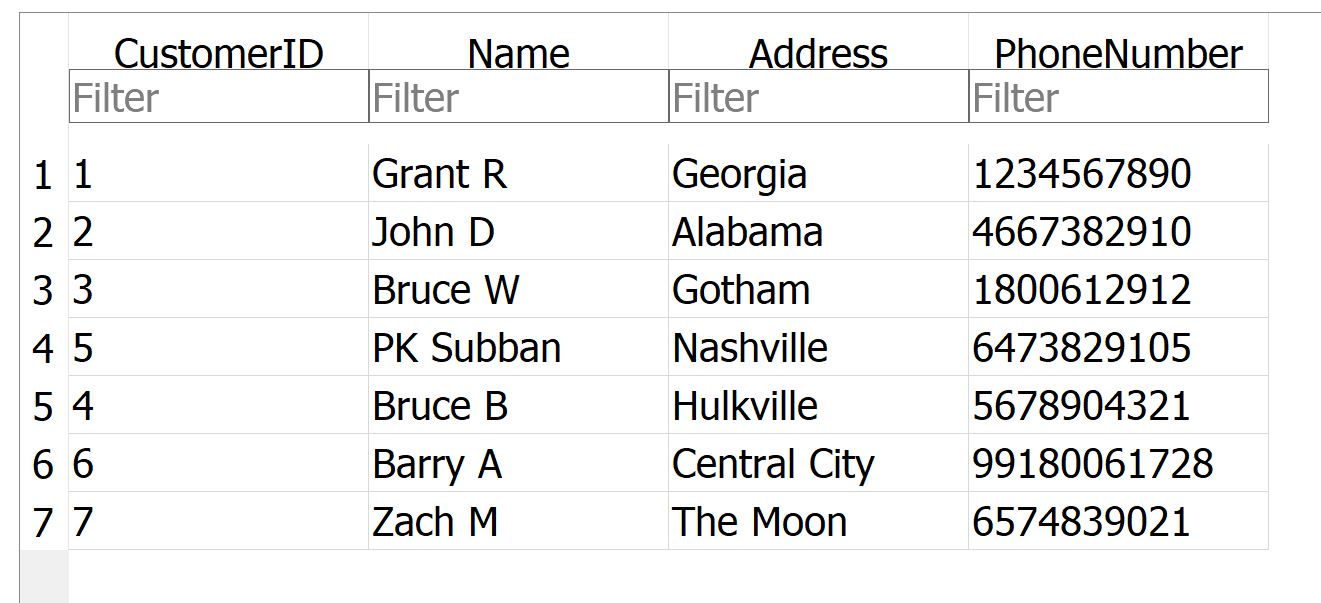 CustomerID Name Address PhoneNumber
Filter Filter Filter Filter
1 1 Grant R Georgia 1234567890
2 2 John D Alabama 4667382910
3 3 Bruce W Gotham 1800612912
4 5 PK Subban Nashville 6473829105
5 4 Bruce B Hulkville 5678904321
6 6 Barry A Central City 99180061728
7 7 Zach M The Moon 6574839021